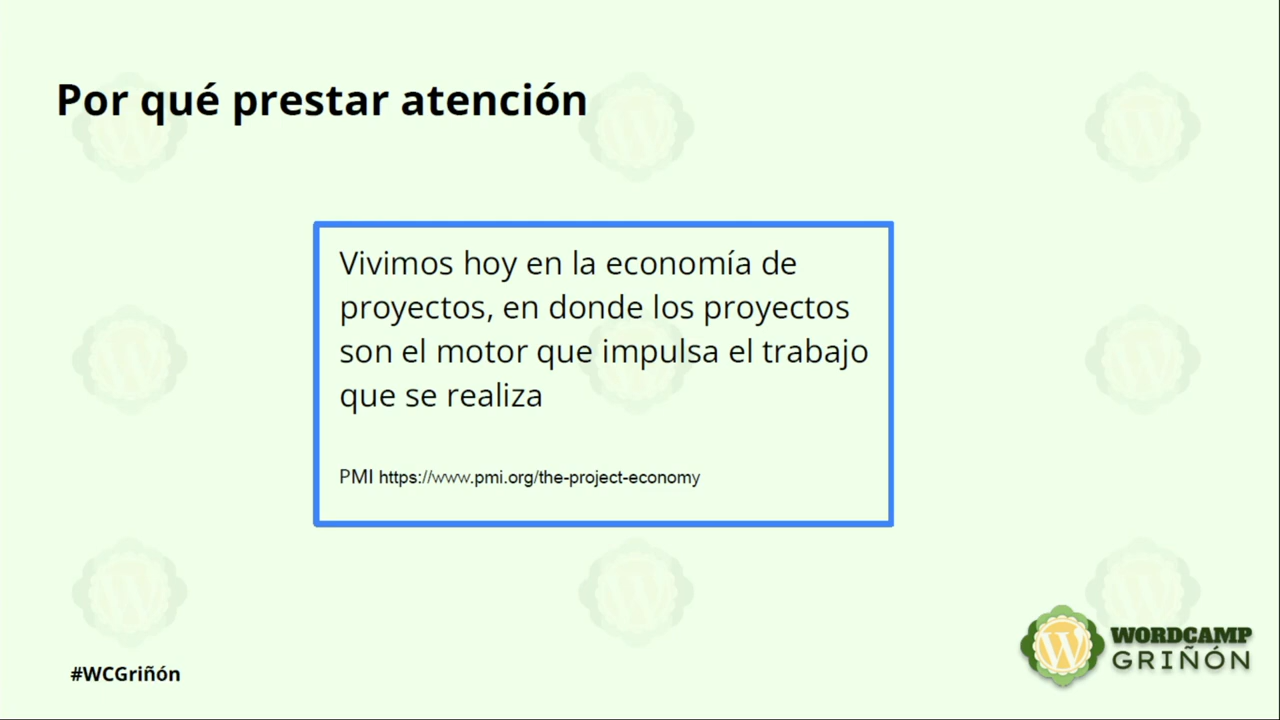 Por qué prestar atención
Vivimos hoy en la economía de
proyectos, en donde los proyectos
son el motor que impulsa el trabajo
que se realiza
PMI https://www.pmi.org/the-project-economy
#WCGriñón
WORDCAMP
GRIÑÓN